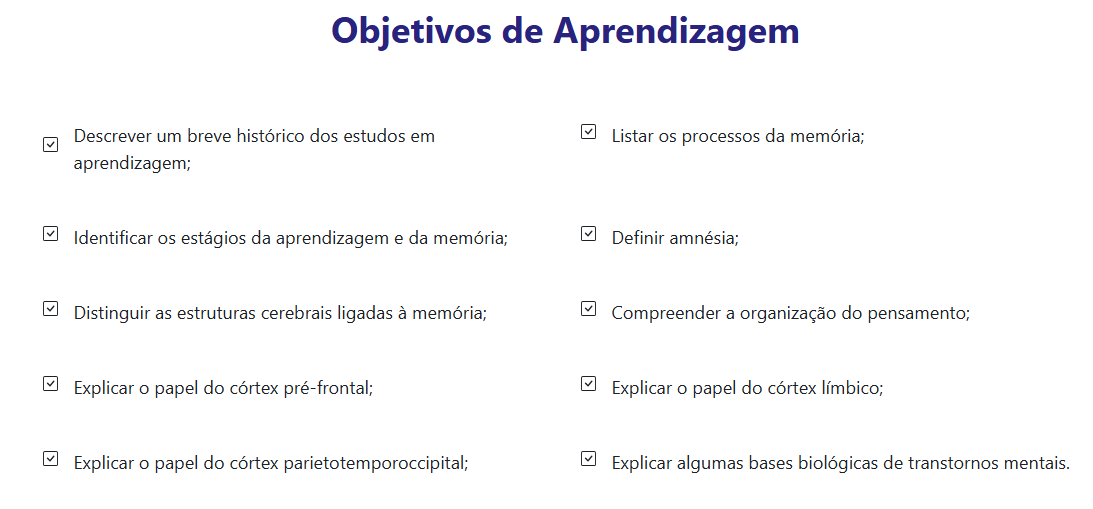 Objetivos de Aprendizagem
Descrever um breve histórico dos estudos em
aprendizagem;
Listar os processos da memória;
Identificar os estágios da aprendizagem e da memória;
Definir amnésia;
Distinguir as estruturas cerebrais ligadas à memória;
Compreender a organização do pensamento;
Explicar o papel do córtex pré-frontal;
Explicar o papel do córtex límbico;
Explicar o papel do córtex parietotemporoccipital;
Explicar algumas bases biológicas de transtornos mentais.